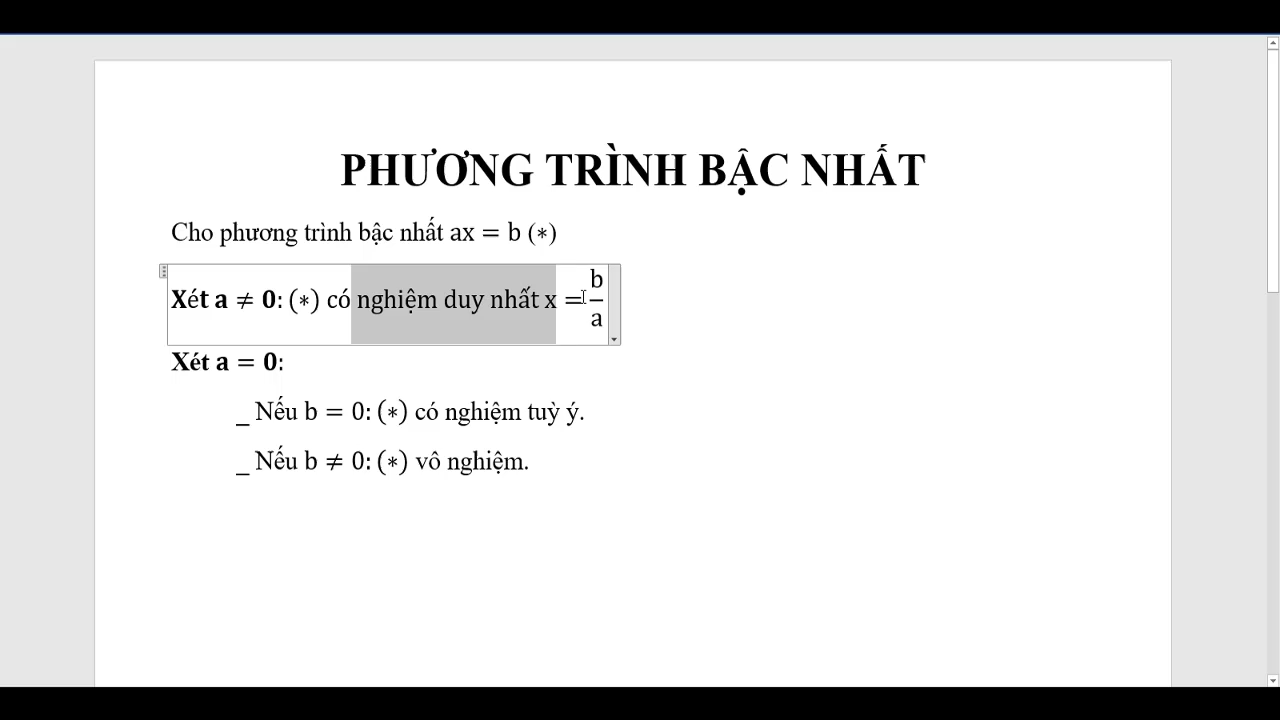 PHƯƠNG TRÌNH BẬC NHẤT
Cho phương trình bậc nhất ax = b (∗)
Xét a ≠ 0: (∗) có nghiệm duy nhất x = b/a
Xét a = 0:
_ Nếu b = 0: (∗) có nghiệm tuỳ ý.
_ Nếu b ≠ 0: (∗) vô nghiệm.